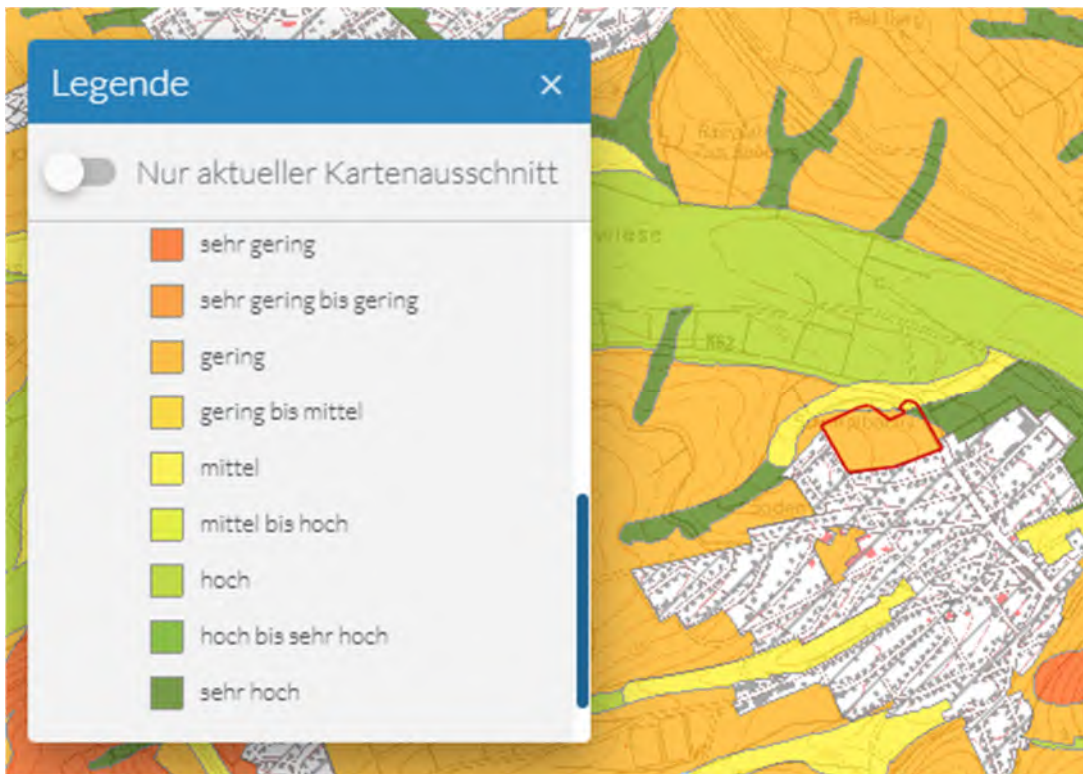 Legende ×
Nur aktueller Kartenausschnitt
sehr gering
sehr gering bis gering
gering
gering bis mittel
mittel
mittel bis hoch
hoch
hoch bis sehr hoch
sehr hoch
wiese
K62